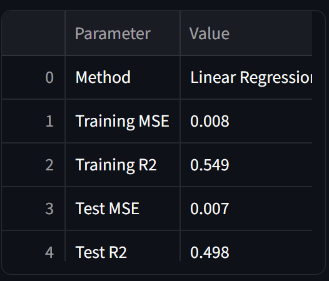 Parameter Value
0 Method Linear Regression
1 Training MSE 0.008
2 Training R2 0.549
3 Test MSE 0.007
4 Test R2 0.498